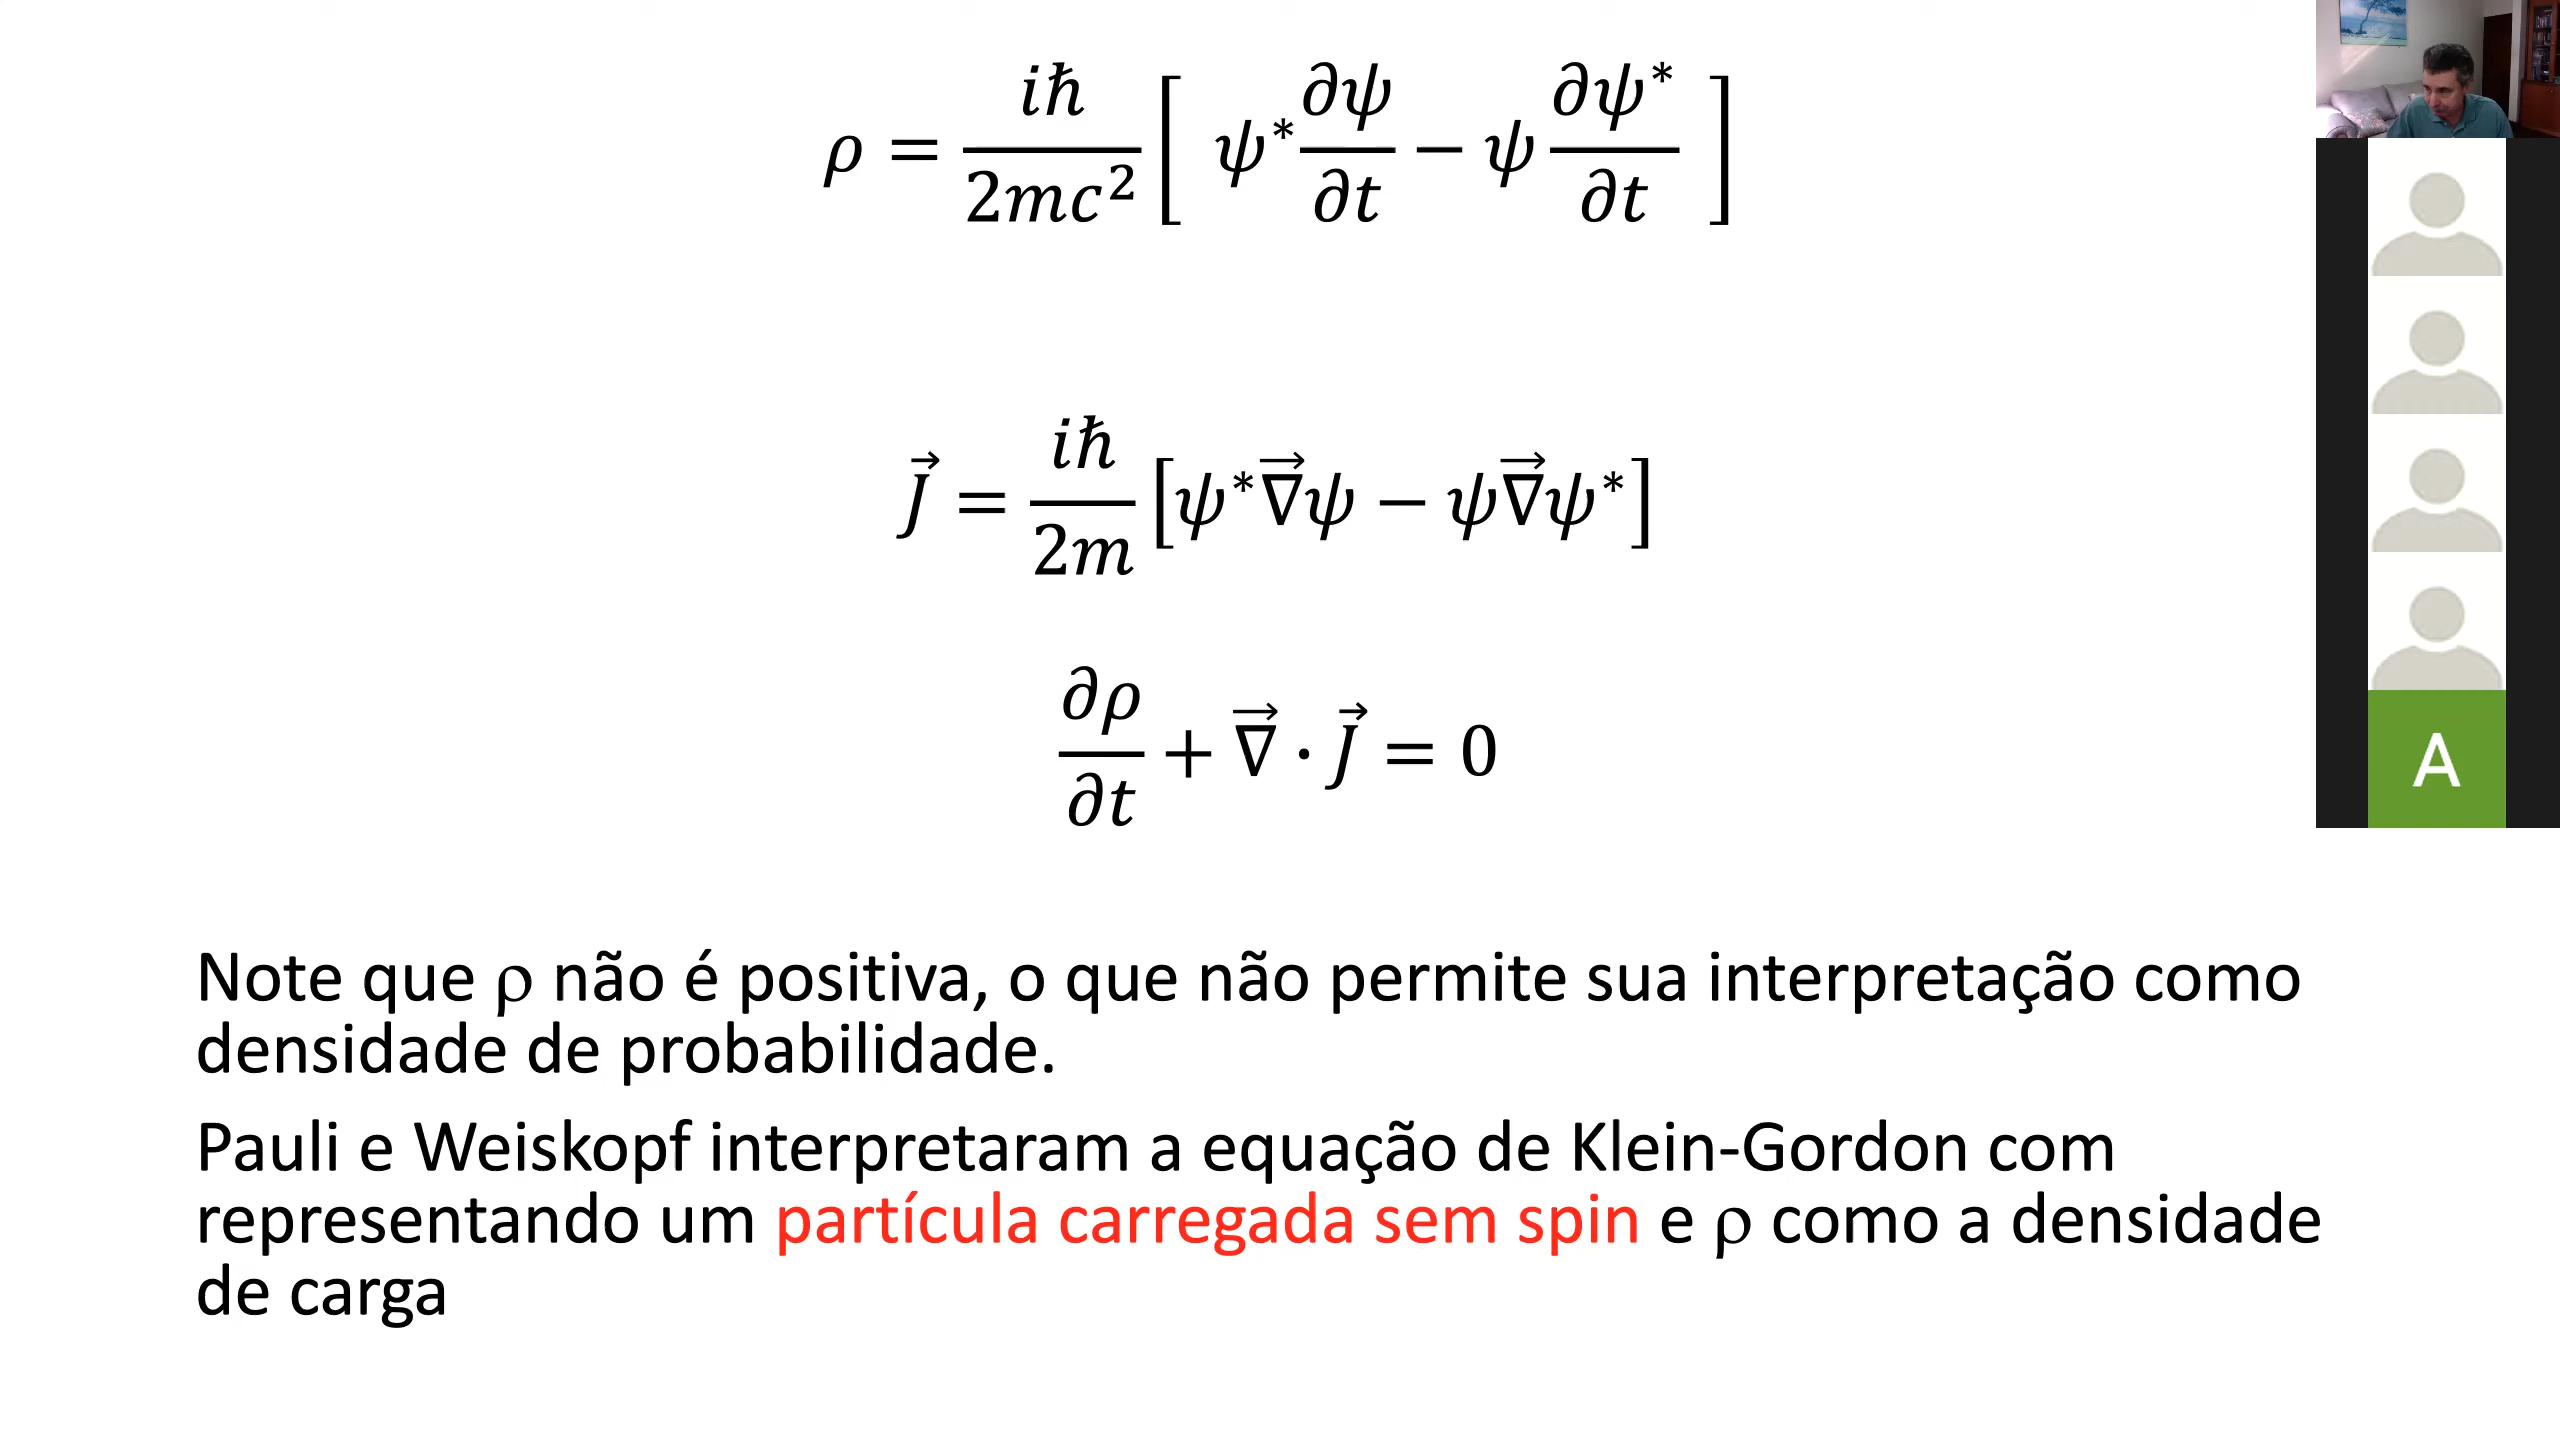 ρ = iħ/2mc² [ ψ* ∂ψ/∂t − ψ ∂ψ*/∂t ]
J⃗ = iħ/2m [ψ*∇⃗ψ − ψ∇⃗ψ*]
∂ρ/∂t + ∇⃗ · J⃗ = 0
Note que ρ não é positiva, o que não permite sua interpretação como
densidade de probabilidade.
Pauli e Weiskopf interpretaram a equação de Klein-Gordon com
representando um partícula carregada sem spin e ρ como a densidade
de carga
A